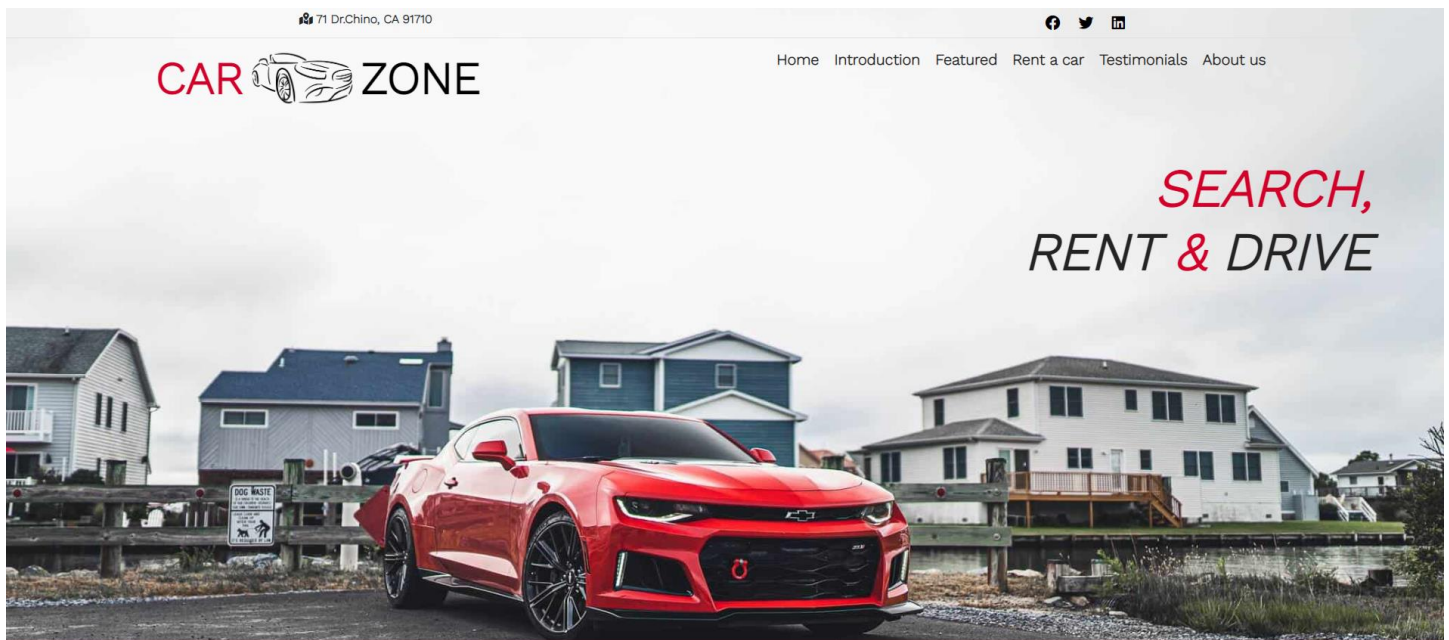 71 Dr.Chino, CA 91710
CAR ZONE
Home Introduction Featured Rent a car Testimonials About us
SEARCH,
RENT & DRIVE
DOG WASTE